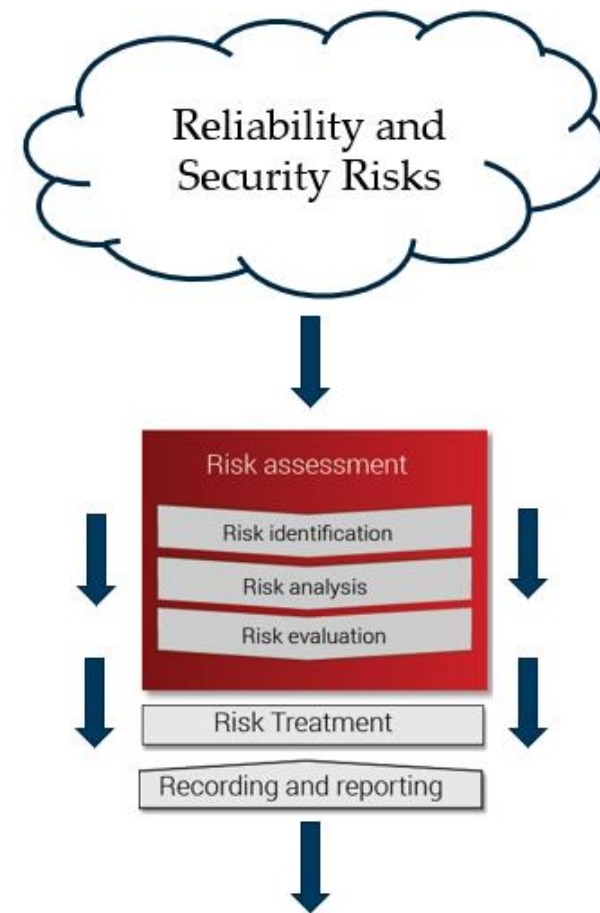 Reliability and
Security Risks
Risk assessment
Risk identification
Risk analysis
Risk evaluation
Risk Treatment
Recording and reporting